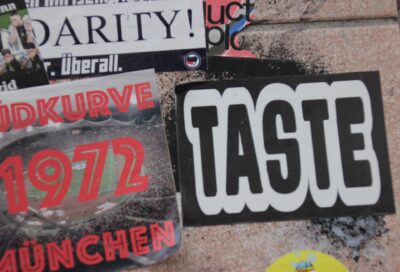 DARITY!
r. Überall.
ÜDKURVE
1972
MÜNCHEN
TASTE